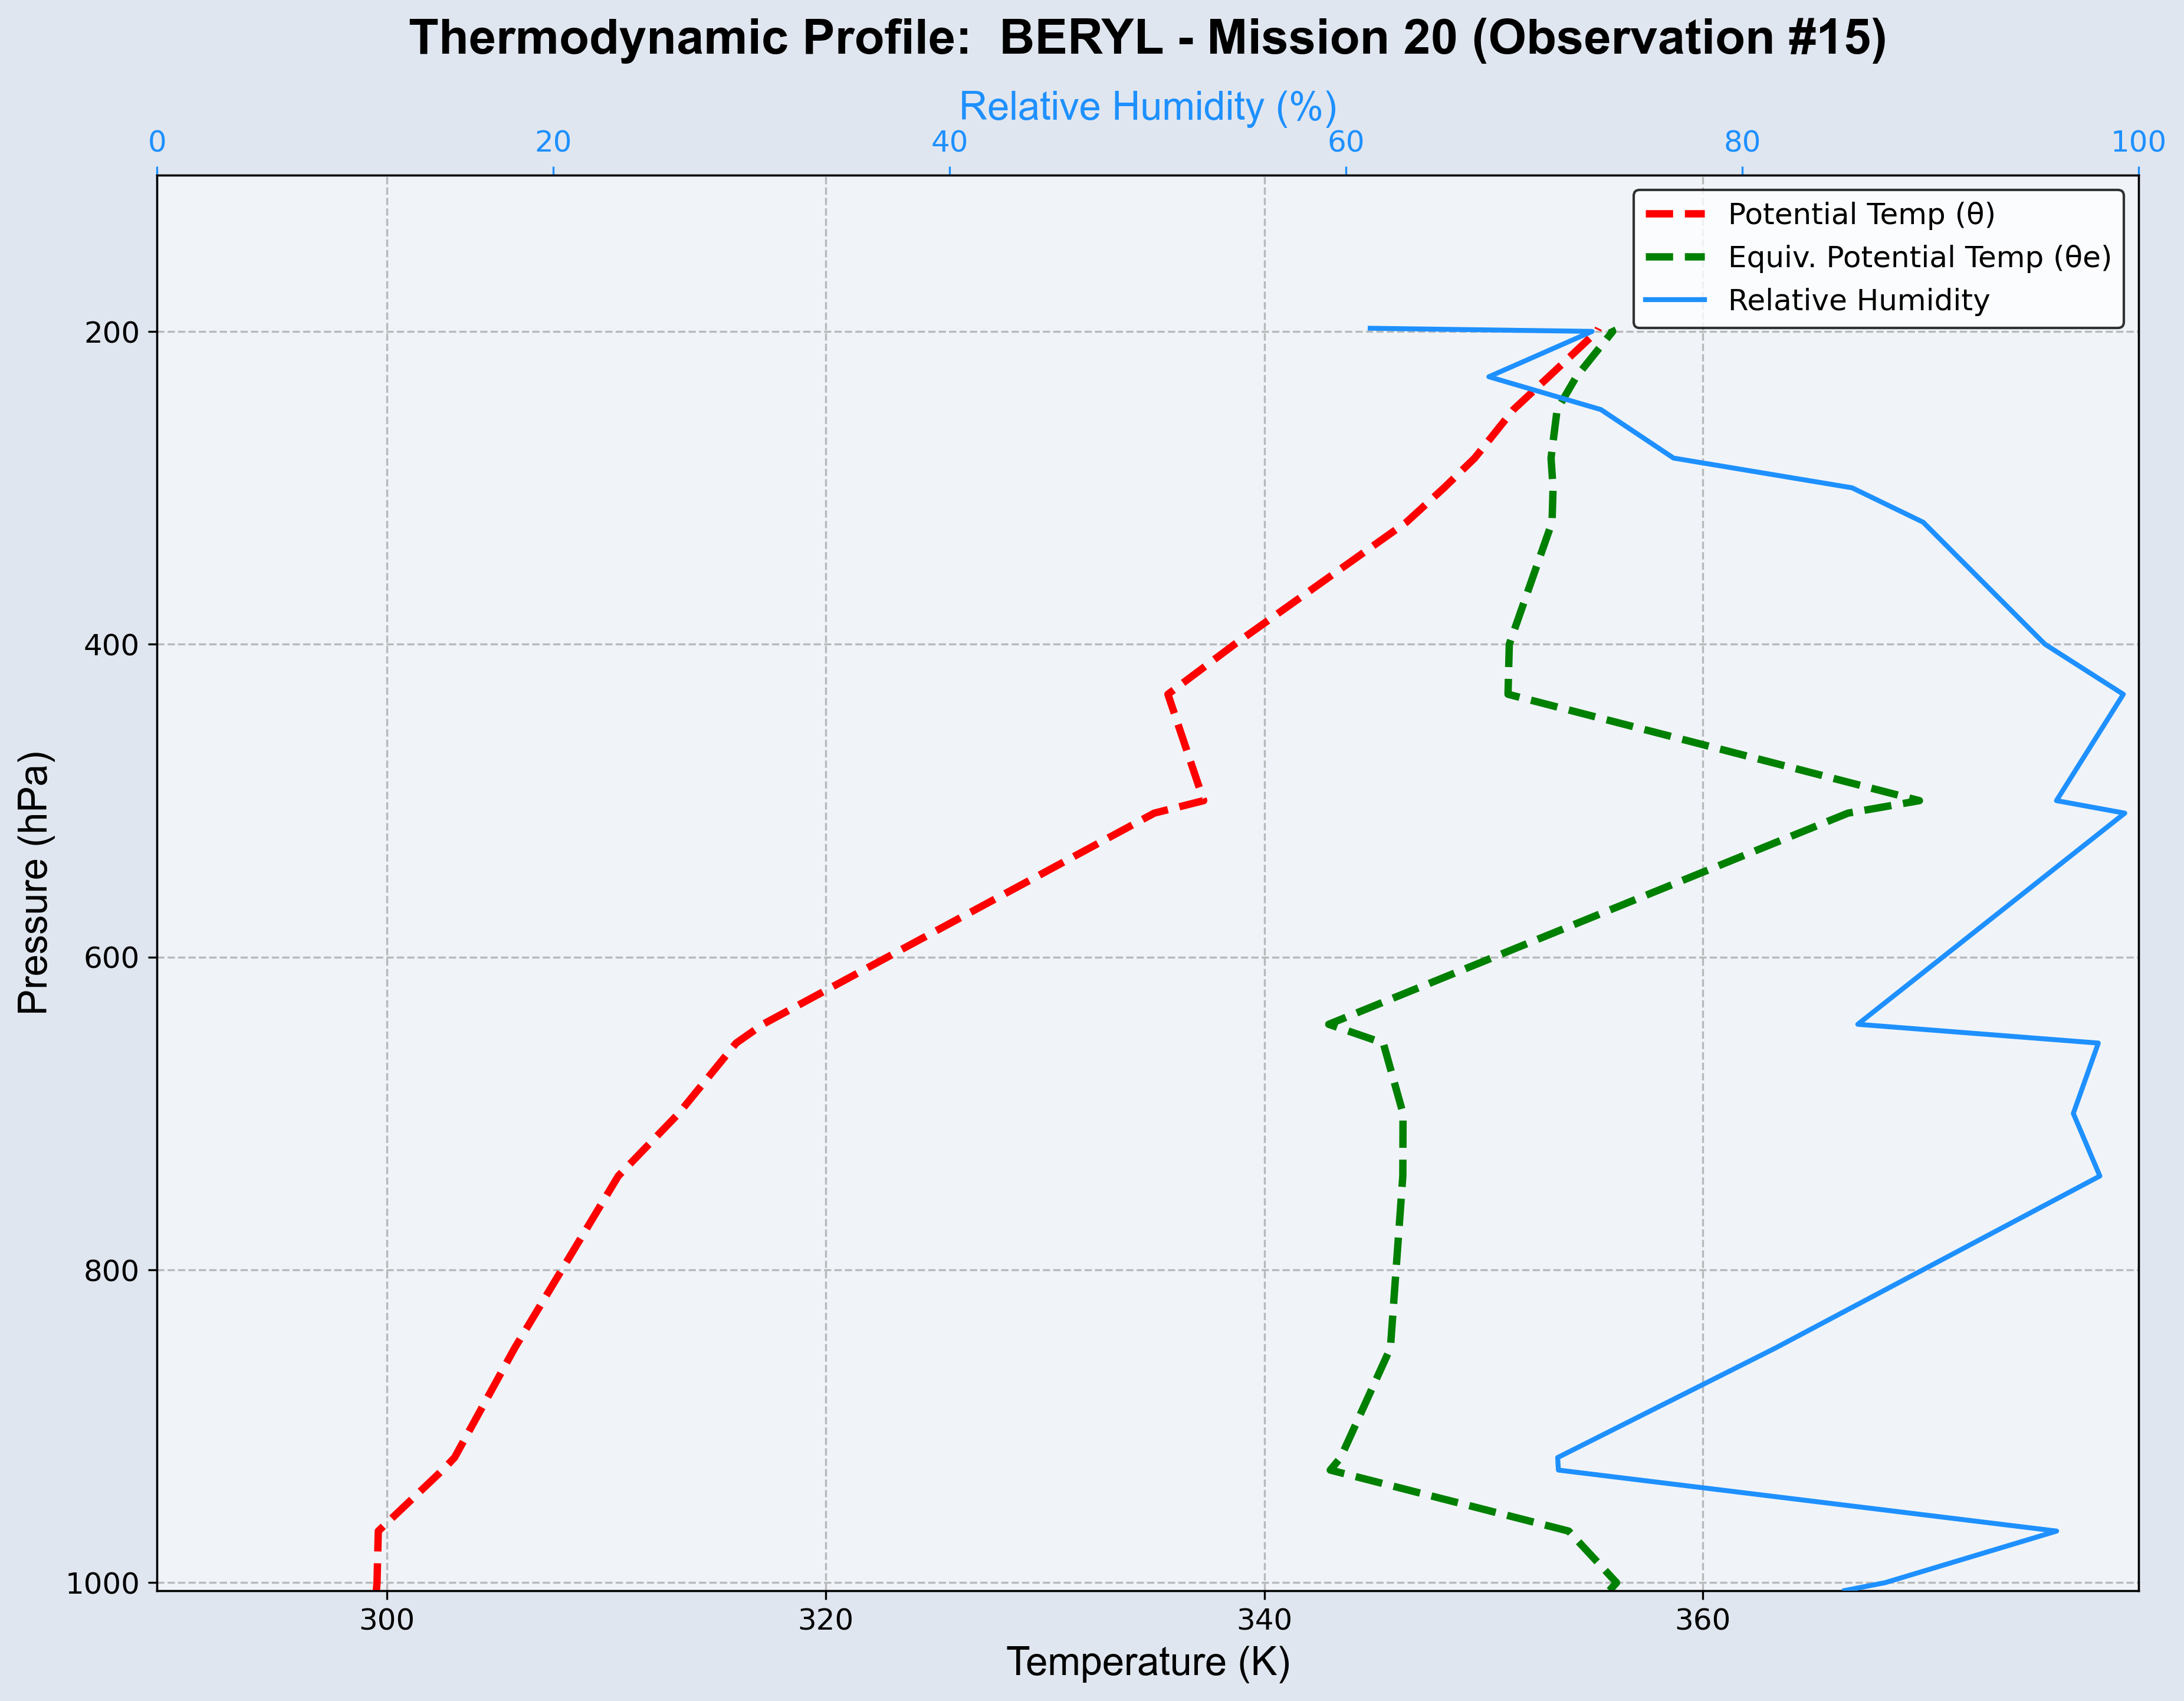 Thermodynamic Profile:  BERYL - Mission 20 (Observation #15)
Relative Humidity (%)
0 20 40 60 80 100
Potential Temp (θ)
Equiv. Potential Temp (θe)
Relative Humidity
200
400
600
800
1000
Pressure (hPa)
300 320 340 360
Temperature (K)